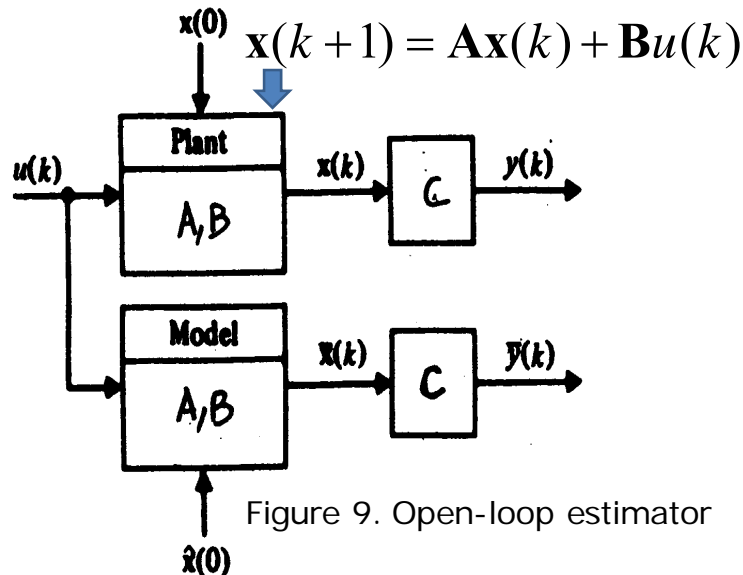 x(0)
x(k + 1) = Ax(k) + Bu(k)
Plant
u(k)
A,B
x(k)
C
y(k)
Model
A,B
x̄(k)
C
ȳ(k)
x̂(0)
Figure 9. Open-loop estimator